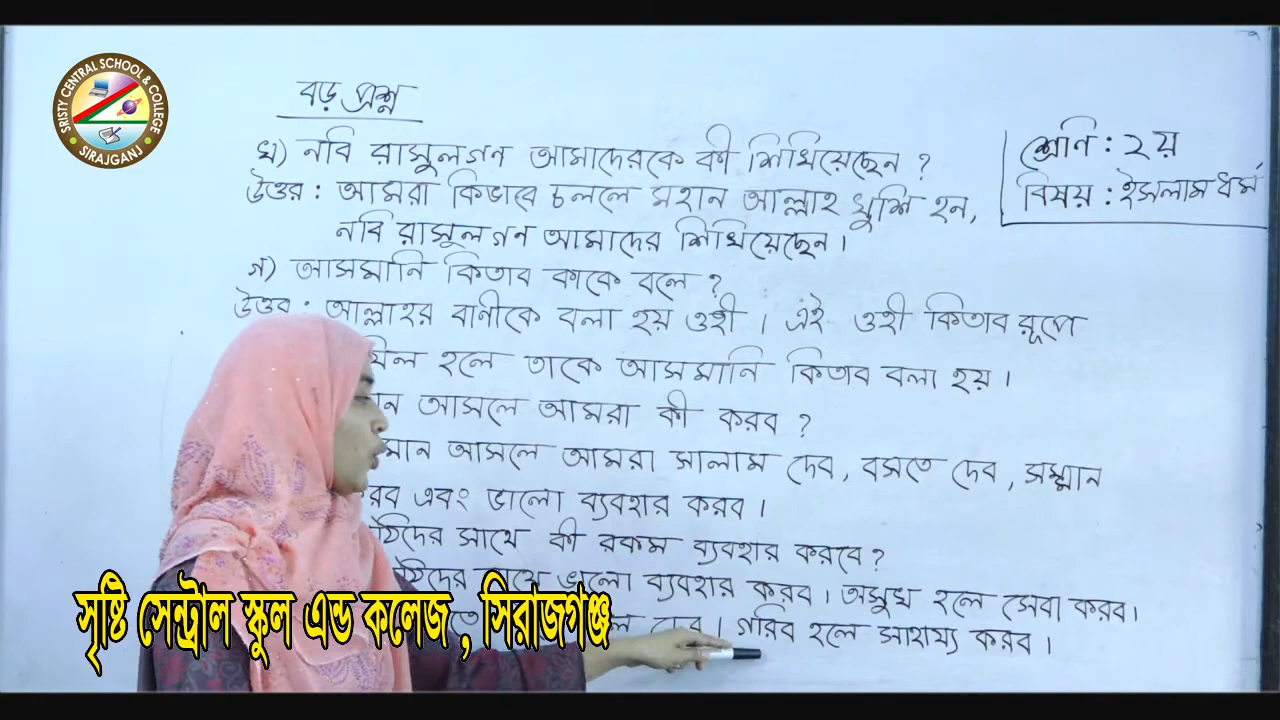 SRISTY CENTRAL SCHOOL & COLLEGE
SIRAJGANJ
বড় প্রশ্ন
শ্রেণি : ২য়
বিষয় : ইসলাম ধর্ম
খ) নবি রাসুলগন আমাদেরকে কী শিখিয়েছেন ?
উত্তর : আমরা কিভাবে চললে মহান আল্লাহ খুশি হন,
নবি রাসুলগন আমাদের শিখিয়েছেন।
গ) আসমানি কিতাব কাকে বলে ?
উত্তর : আল্লাহর বাণীকে বলা হয় ওহী । এই ওহী কিতাব রূপে
হলে তাকে আসমানি কিতাব বলা হয় ।
আসলে আমরা কী করব ?
আসলে আমরা সালাম দেব , বসতে দেব , সম্মান
করব এবং ভালো ব্যবহার করব ।
সাথে কী রকম ব্যবহার করবে ?
সাথে ভালো ব্যবহার করব । অসুখ হলে সেবা করব।
দেব । গরিব হলে সাহায্য করব ।
সৃষ্টি সেন্ট্রাল স্কুল এন্ড কলেজ , সিরাজগঞ্জ